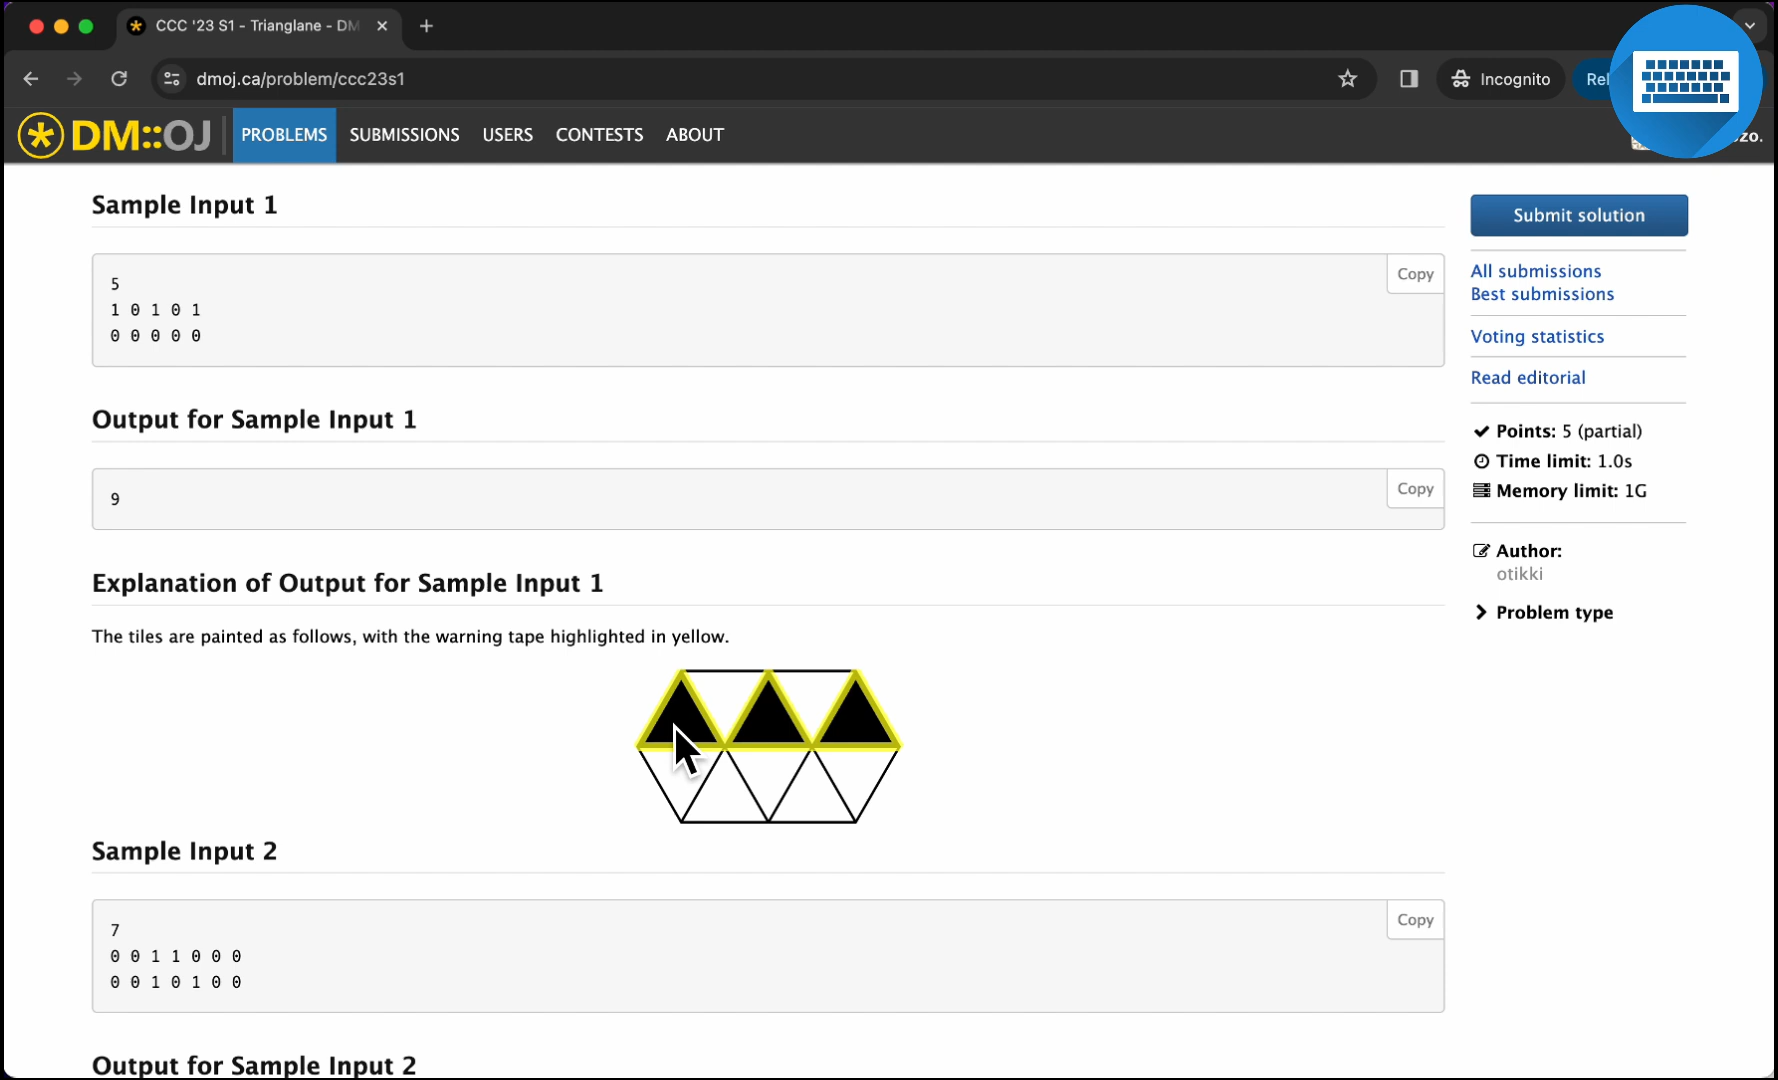 CCC '23 S1 - Trianglane - DM
dmoj.ca/problem/ccc23s1
Incognito
Rel
DM::OJ
PROBLEMS
SUBMISSIONS
USERS
CONTESTS
ABOUT
zo.
Sample Input 1
Copy
5
1 0 1 0 1
0 0 0 0 0
Output for Sample Input 1
Copy
9
Explanation of Output for Sample Input 1
The tiles are painted as follows, with the warning tape highlighted in yellow.
Sample Input 2
Copy
7
0 0 1 1 0 0 0
0 0 1 0 1 0 0
Output for Sample Input 2
Submit solution
All submissions
Best submissions
Voting statistics
Read editorial
Points: 5 (partial)
Time limit: 1.0s
Memory limit: 1G
Author:
otikki
Problem type